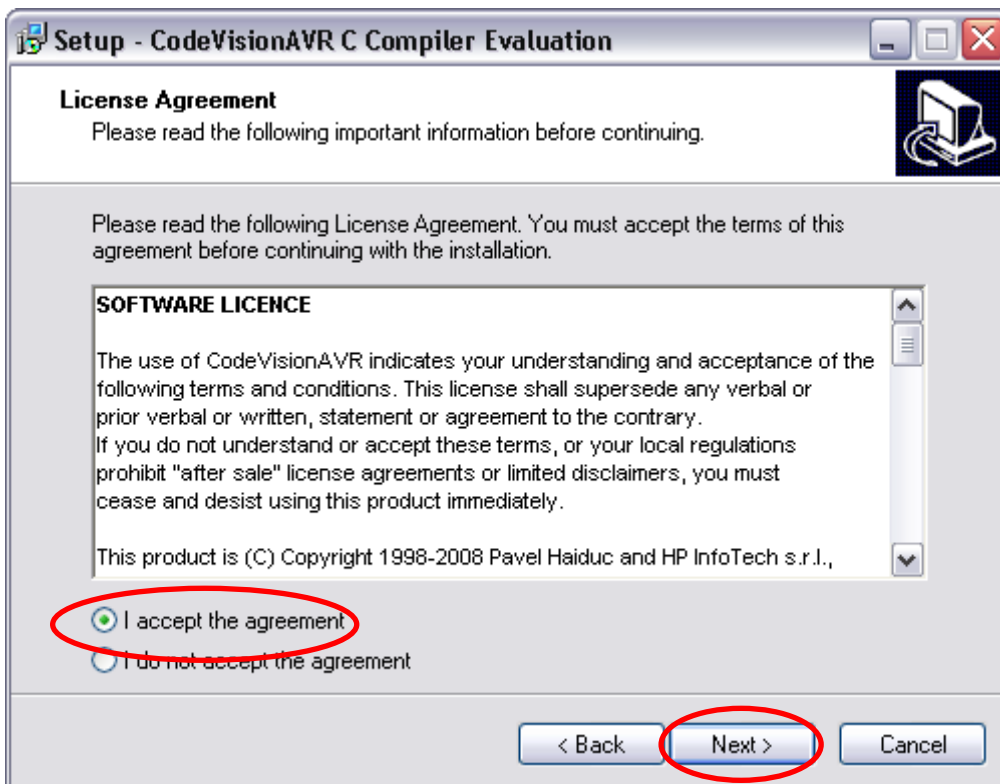 Setup - CodeVisionAVR C Compiler Evaluation
License Agreement
Please read the following important information before continuing.
Please read the following License Agreement. You must accept the terms of this
agreement before continuing with the installation.
SOFTWARE LICENCE
The use of CodeVisionAVR indicates your understanding and acceptance of the
following terms and conditions. This license shall supersede any verbal or
prior verbal or written, statement or agreement to the contrary.
If you do not understand or accept these terms, or your local regulations
prohibit "after sale" license agreements or limited disclaimers, you must
cease and desist using this product immediately.
This product is (C) Copyright 1998-2008 Pavel Haiduc and HP InfoTech s.r.l.,
I accept the agreement
I do not accept the agreement
< Back
Next >
Cancel